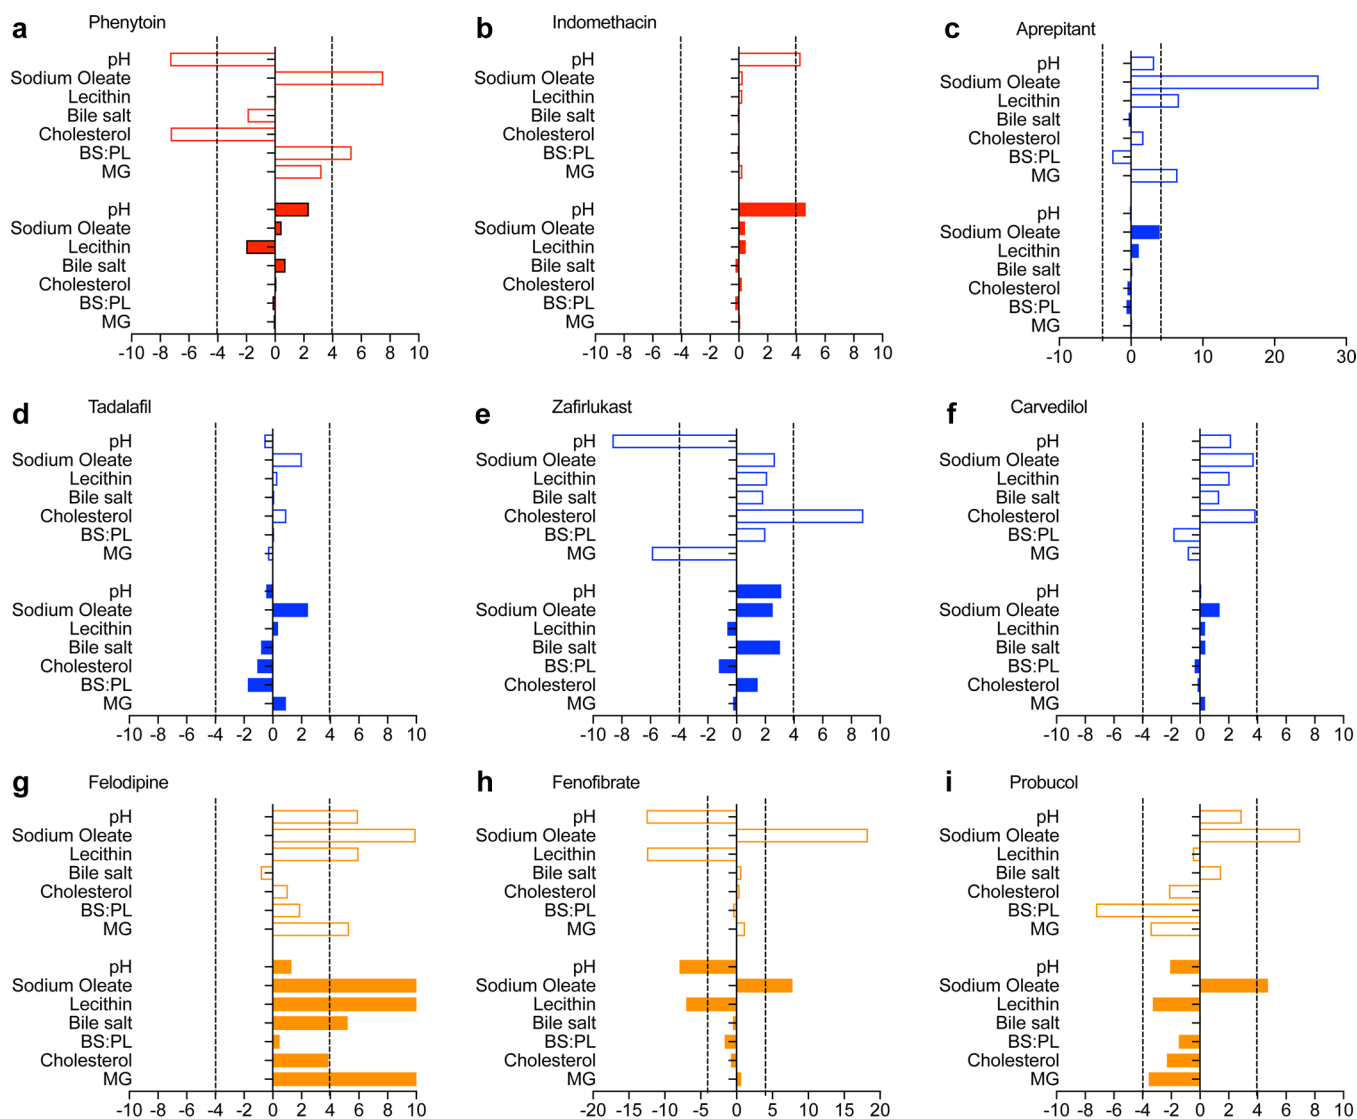 a Phenytoin
pH
Sodium Oleate
Lecithin
Bile salt
Cholesterol
BS:PL
MG
pH
Sodium Oleate
Lecithin
Bile salt
Cholesterol
BS:PL
MG
-10 -8 -6 -4 -2 0 2 4 6 8 10
b Indomethacin
pH
Sodium Oleate
Lecithin
Bile salt
Cholesterol
BS:PL
MG
pH
Sodium Oleate
Lecithin
Bile salt
Cholesterol
BS:PL
MG
-10 -8 -6 -4 -2 0 2 4 6 8 10
c Aprepitant
pH
Sodium Oleate
Lecithin
Bile salt
Cholesterol
BS:PL
MG
pH
Sodium Oleate
Lecithin
Bile salt
Cholesterol
BS:PL
MG
-10 0 10 20 30
d Tadalafil
pH
Sodium Oleate
Lecithin
Bile salt
Cholesterol
BS:PL
MG
pH
Sodium Oleate
Lecithin
Bile salt
Cholesterol
BS:PL
MG
-10 -8 -6 -4 -2 0 2 4 6 8 10
e Zafirlukast
pH
Sodium Oleate
Lecithin
Bile salt
Cholesterol
BS:PL
MG
pH
Sodium Oleate
Lecithin
Bile salt
BS:PL
Cholesterol
MG
-10 -8 -6 -4 -2 0 2 4 6 8 10
f Carvedilol
pH
Sodium Oleate
Lecithin
Bile salt
Cholesterol
BS:PL
MG
pH
Sodium Oleate
Lecithin
Bile salt
BS:PL
Cholesterol
MG
-10 -8 -6 -4 -2 0 2 4 6 8 10
g Felodipine
pH
Sodium Oleate
Lecithin
Bile salt
Cholesterol
BS:PL
MG
pH
Sodium Oleate
Lecithin
Bile salt
BS:PL
Cholesterol
MG
-10 -8 -6 -4 -2 0 2 4 6 8 10
h Fenofibrate
pH
Sodium Oleate
Lecithin
Bile salt
Cholesterol
BS:PL
MG
pH
Sodium Oleate
Lecithin
Bile salt
BS:PL
Cholesterol
MG
-20 -15 -10 -5 0 5 10 15 20
i Probucol
pH
Sodium Oleate
Lecithin
Bile salt
Cholesterol
BS:PL
MG
pH
Sodium Oleate
Lecithin
Bile salt
BS:PL
Cholesterol
MG
-10 -8 -6 -4 -2 0 2 4 6 8 10